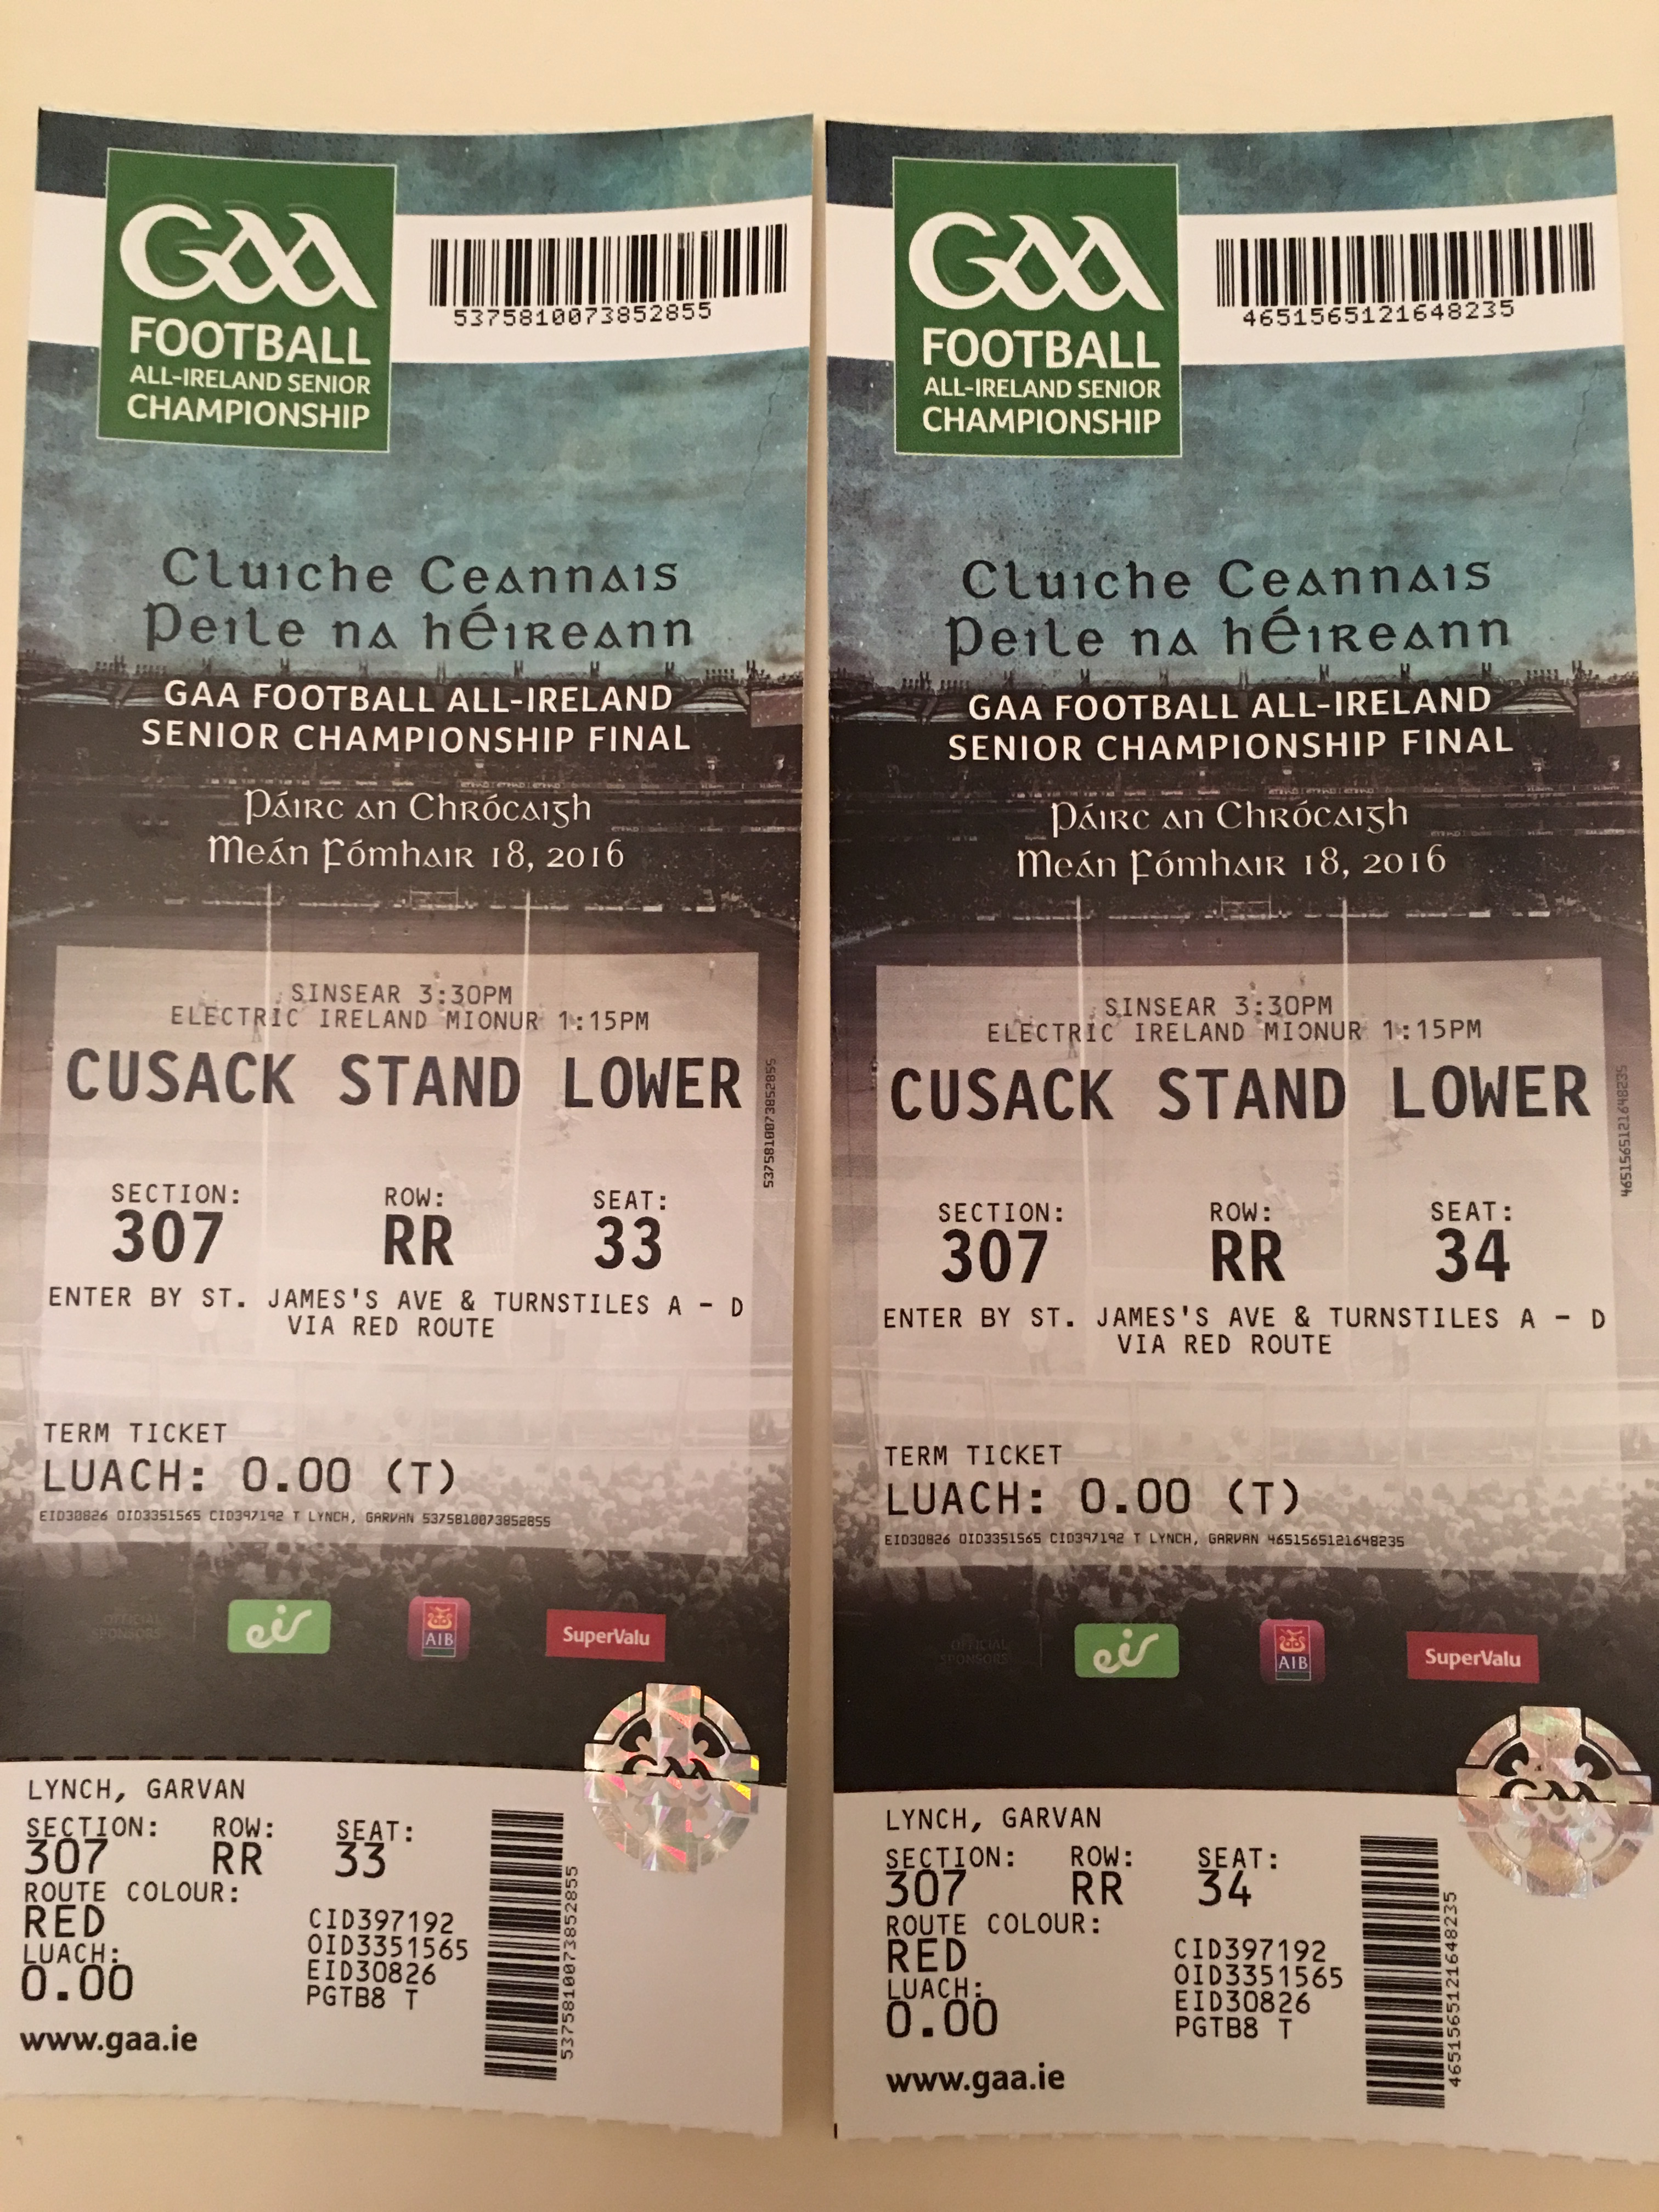 GAA
FOOTBALL
ALL-IRELAND SENIOR
CHAMPIONSHIP
5375810073852855
Cluiche Ceannais
Peile na hÉireann
GAA FOOTBALL ALL-IRELAND
SENIOR CHAMPIONSHIP FINAL
Páirc an Chrócaigh
Meán Fómhair 18, 2016
SINSEAR 3:30PM
ELECTRIC IRELAND MIONUR 1:15PM
CUSACK STAND LOWER
5375810073852855
SECTION: ROW: SEAT:
307 RR 33
ENTER BY ST. JAMES'S AVE & TURNSTILES A - D
VIA RED ROUTE
TERM TICKET
LUACH: 0.00 (T)
EID30826 OID3351565 CID397192 T LYNCH, GARVAN 5375810073852855
OFFICIAL
SPONSORS
eir
AIB
SuperValu
GAA
LYNCH, GARVAN
SECTION: ROW: SEAT:
307 RR 33
ROUTE COLOUR:
RED
LUACH:
0.00
CID397192
OID3351565
EID30826
PGTB8 T
5375810073852855
www.gaa.ie
GAA
FOOTBALL
ALL-IRELAND SENIOR
CHAMPIONSHIP
4651565121648235
Cluiche Ceannais
Peile na hÉireann
GAA FOOTBALL ALL-IRELAND
SENIOR CHAMPIONSHIP FINAL
Páirc an Chrócaigh
Meán Fómhair 18, 2016
SINSEAR 3:30PM
ELECTRIC IRELAND MIONUR 1:15PM
CUSACK STAND LOWER
4651565121648235
SECTION: ROW: SEAT:
307 RR 34
ENTER BY ST. JAMES'S AVE & TURNSTILES A - D
VIA RED ROUTE
TERM TICKET
LUACH: 0.00 (T)
EID30826 OID3351565 CID397192 T LYNCH, GARVAN 4651565121648235
OFFICIAL
SPONSORS
eir
AIB
SuperValu
GAA
LYNCH, GARVAN
SECTION: ROW: SEAT:
307 RR 34
ROUTE COLOUR:
RED
LUACH:
0.00
CID397192
OID3351565
EID30826
PGTB8 T
4651565121648235
www.gaa.ie